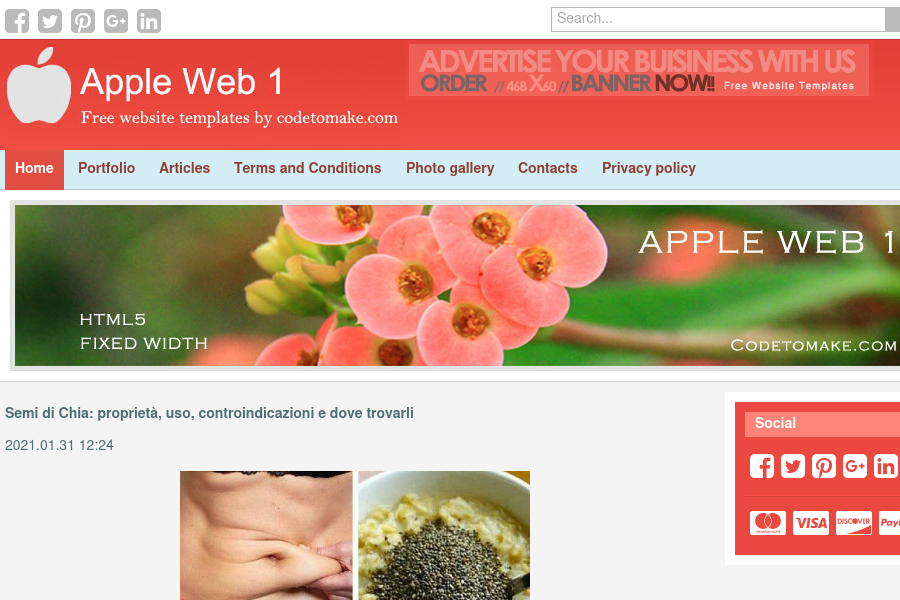 Search...
ADVERTISE YOUR BUISINESS WITH US
ORDER // 468 X60 // BANNER NOW!! Free Website Templates
Apple Web 1
Free website templates by codetomake.com
Home Portfolio Articles Terms and Conditions Photo gallery Contacts Privacy policy
APPLE WEB 1
HTML5
FIXED WIDTH
CODETOMAKE.COM
Semi di Chia: proprietà, uso, controindicazioni e dove trovarli
2021.01.31 12:24
Social
VISA DISCOVER